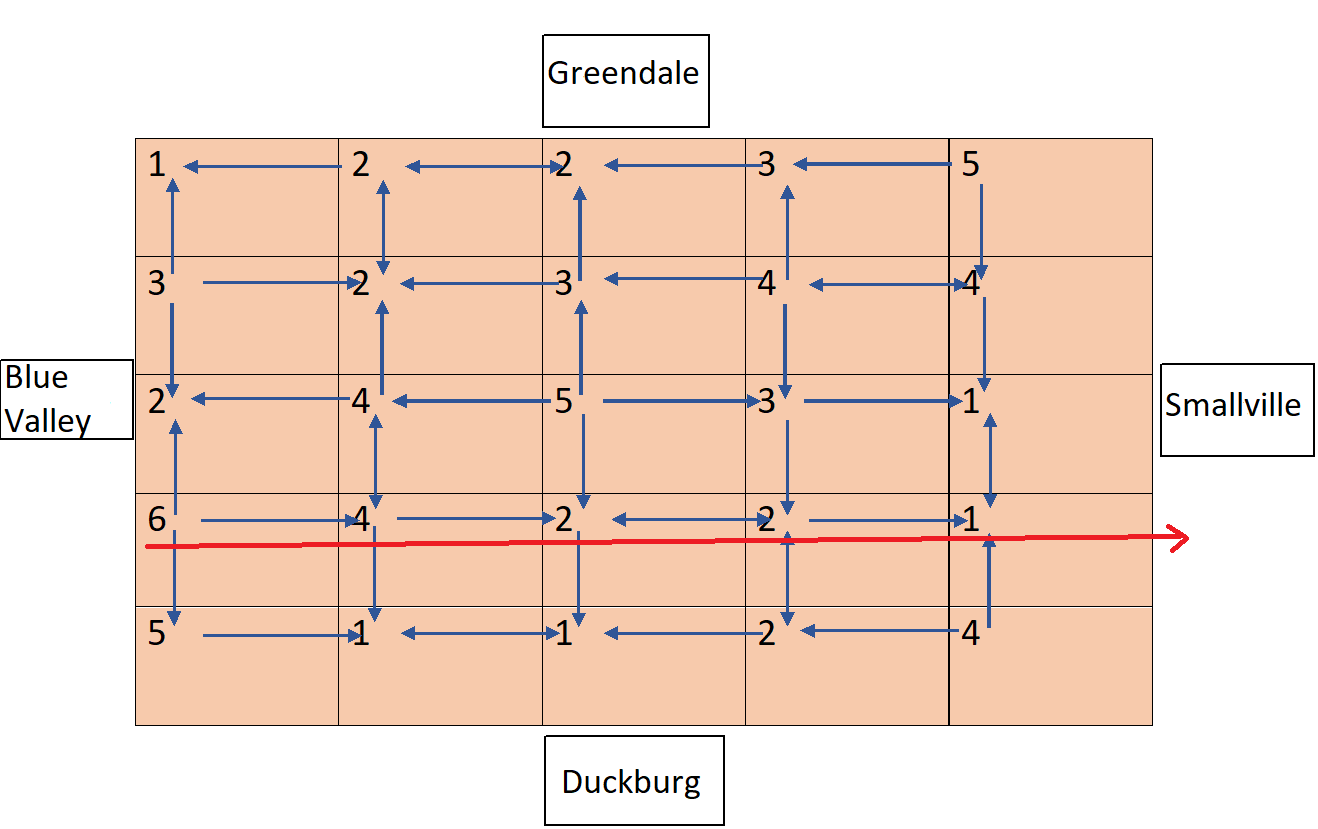 Greendale
1 2 2 3 5
3 2 3 4 4
Blue
Valley
2 4 5 3 1
Smallville
6 4 2 2 1
5 1 1 2 4
Duckburg